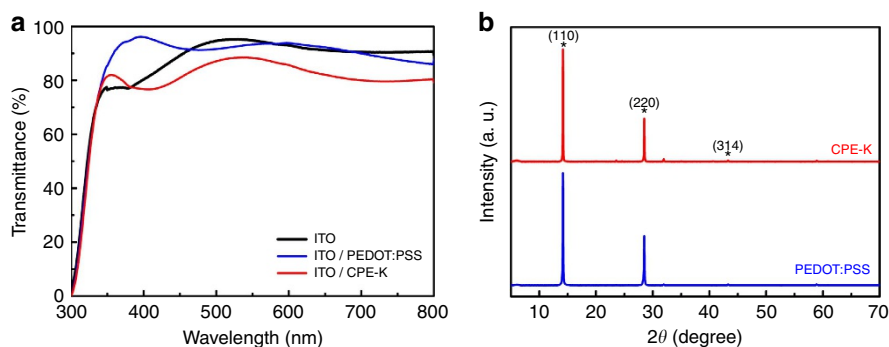 a
100
80
60
40
20
0
Transmittance (%)
300 400 500 600 700 800
Wavelength (nm)
ITO
ITO / PEDOT:PSS
ITO / CPE-K
b
(110)
*
(220)
*
(314)
*
CPE-K
PEDOT:PSS
Intensity (a. u.)
10 20 30 40 50 60 70
2θ (degree)